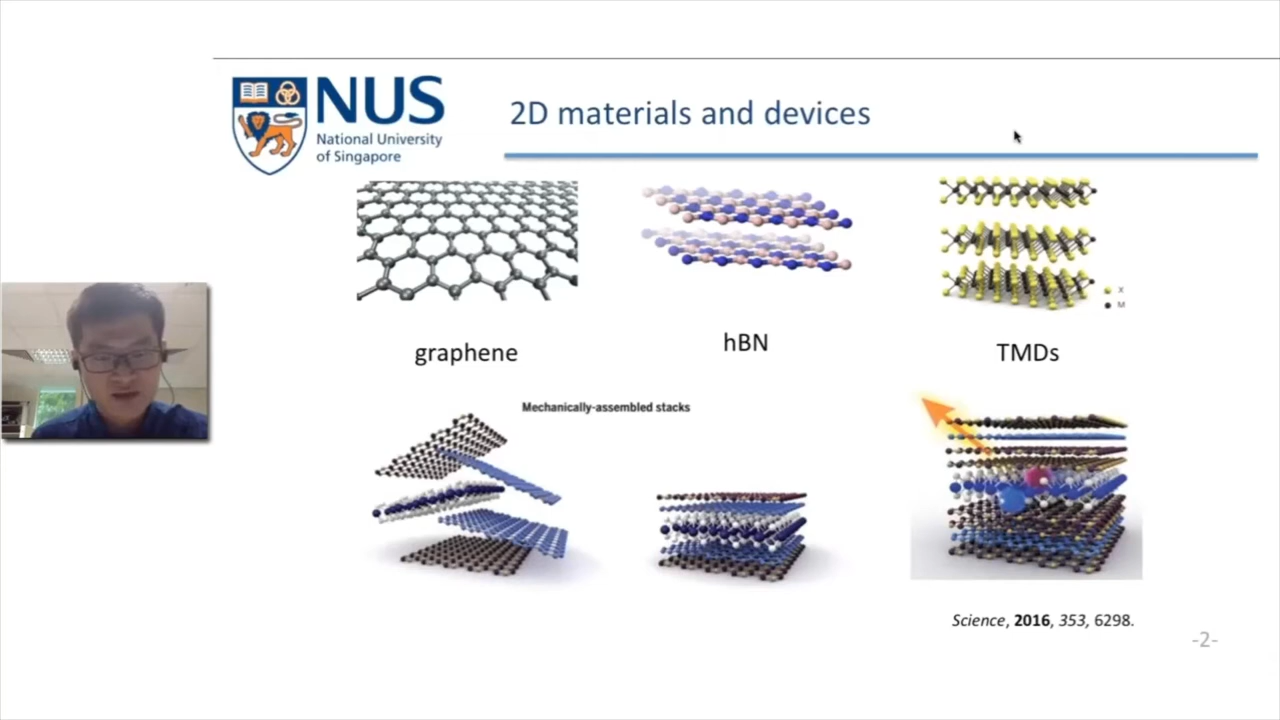 NUS
National University
of Singapore
2D materials and devices
X
M
graphene
hBN
TMDs
Mechanically-assembled stacks
Science, 2016, 353, 6298.
-2-